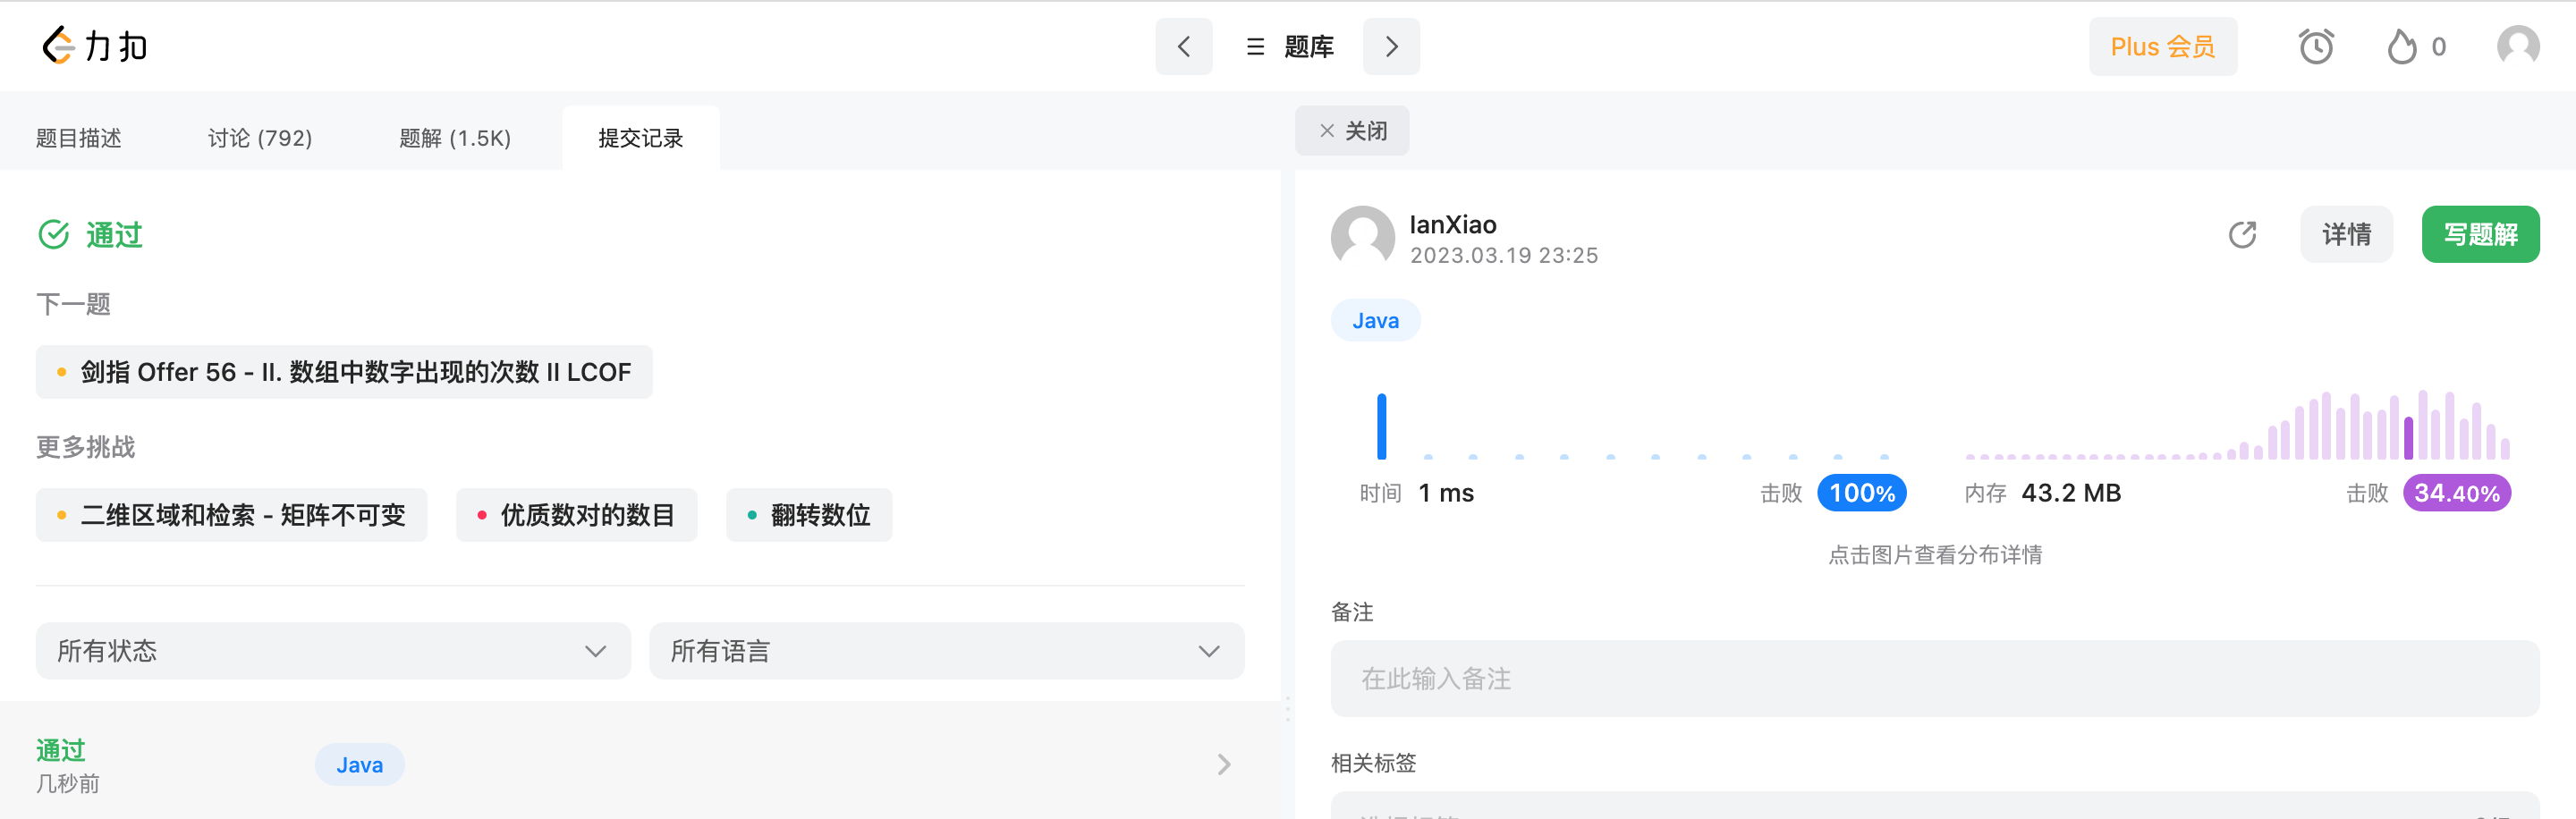 力扣
题库
Plus 会员
0
题目描述
讨论 (792)
题解 (1.5K)
提交记录
关闭
通过
下一题
剑指 Offer 56 - II. 数组中数字出现的次数 II LCOF
更多挑战
二维区域和检索 - 矩阵不可变
优质数对的数目
翻转数位
所有状态
所有语言
通过
几秒前
Java
IanXiao
2023.03.19 23:25
详情
写题解
Java
时间 1 ms
击败 100%
内存 43.2 MB
击败 34.40%
点击图片查看分布详情
备注
在此输入备注
相关标签